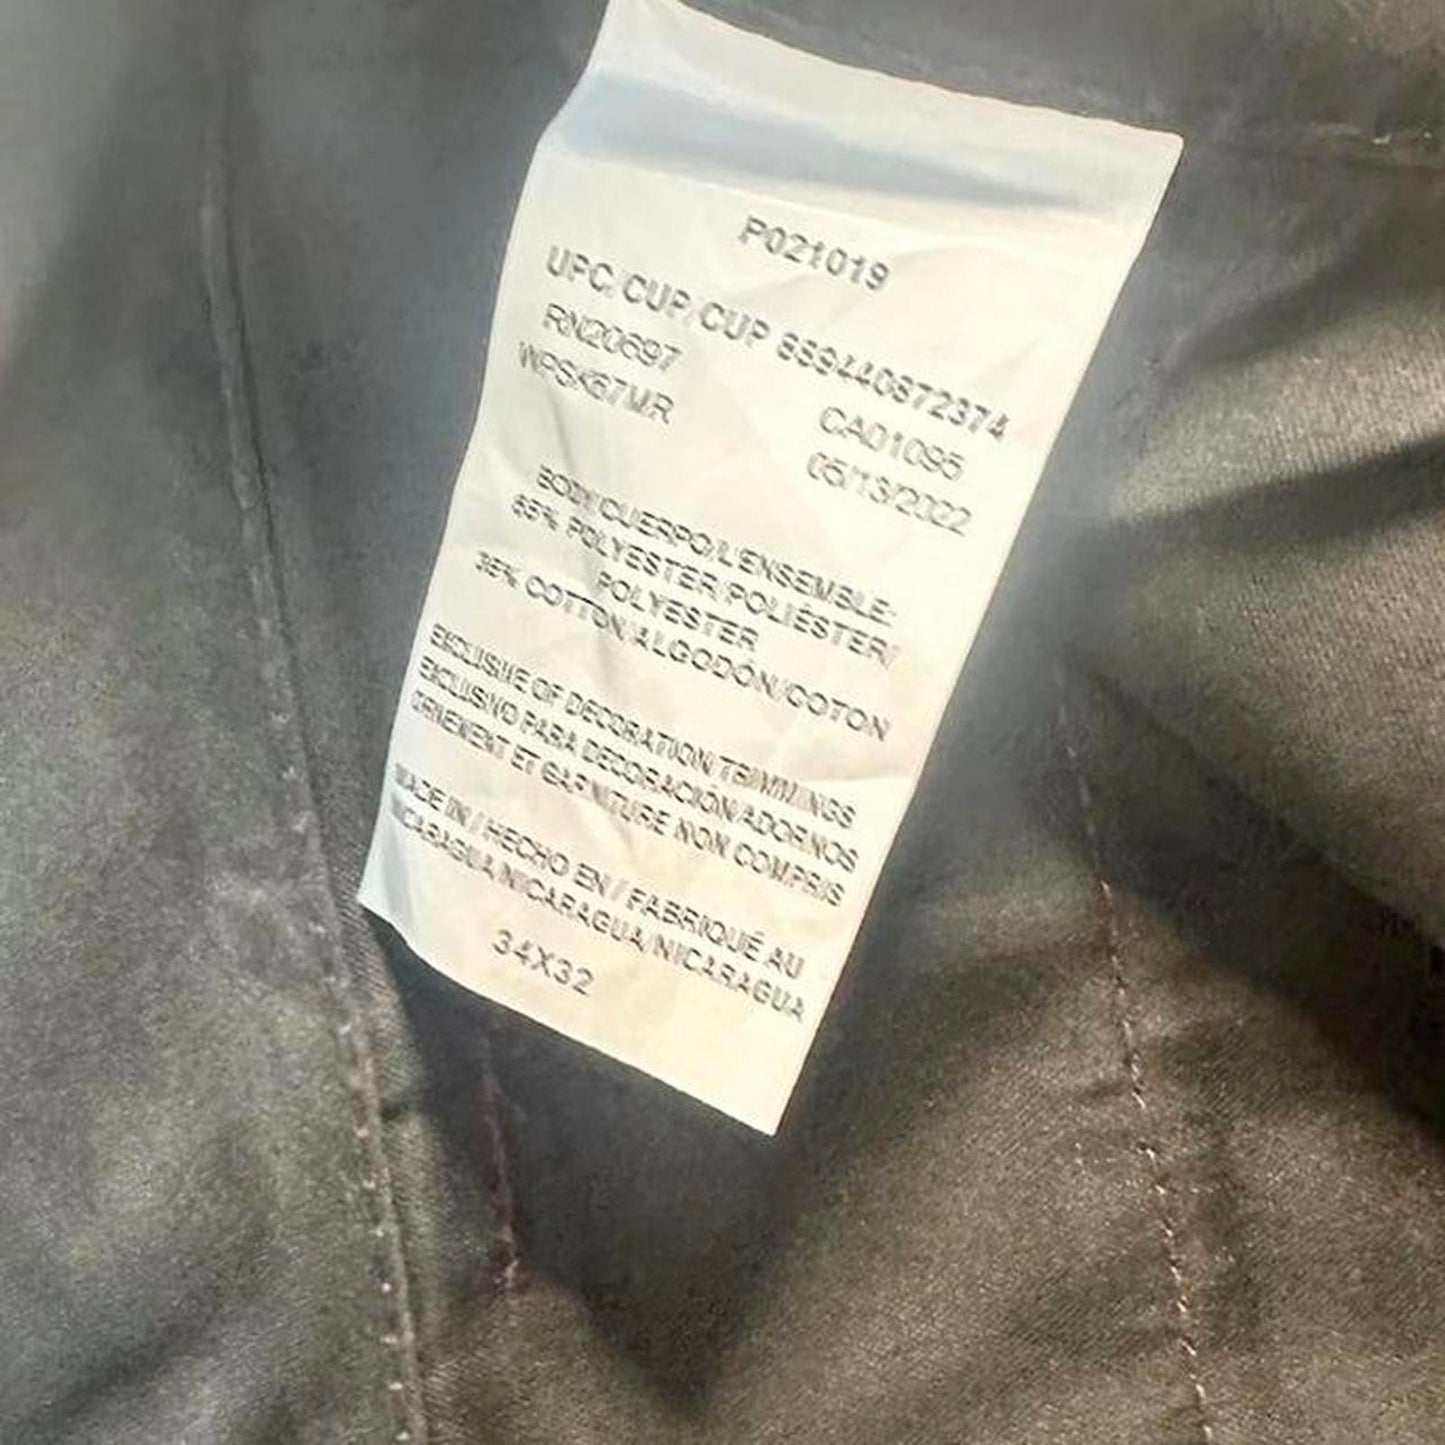 P021019
UPC/CUP/CUP 889440872374
RN20697
CA01095
05/13/2022
BODY/CUERPO/L'ENSEMBLE:
65% POLYESTER/POLIÉSTER/
POLYESTER
35% COTTON/ALGODÓN/COTON
EXCLUSIVE OF DECORATION/TRIMMINGS
EXCLUSIVO PARA DECORACIÓN/ADORNOS
ORNEMENT ET GARNITURE NON COMPRIS
MADE IN / HECHO EN / FABRIQUÉ AU
NICARAGUA/NICARAGUA/NICARAGUA
34X32